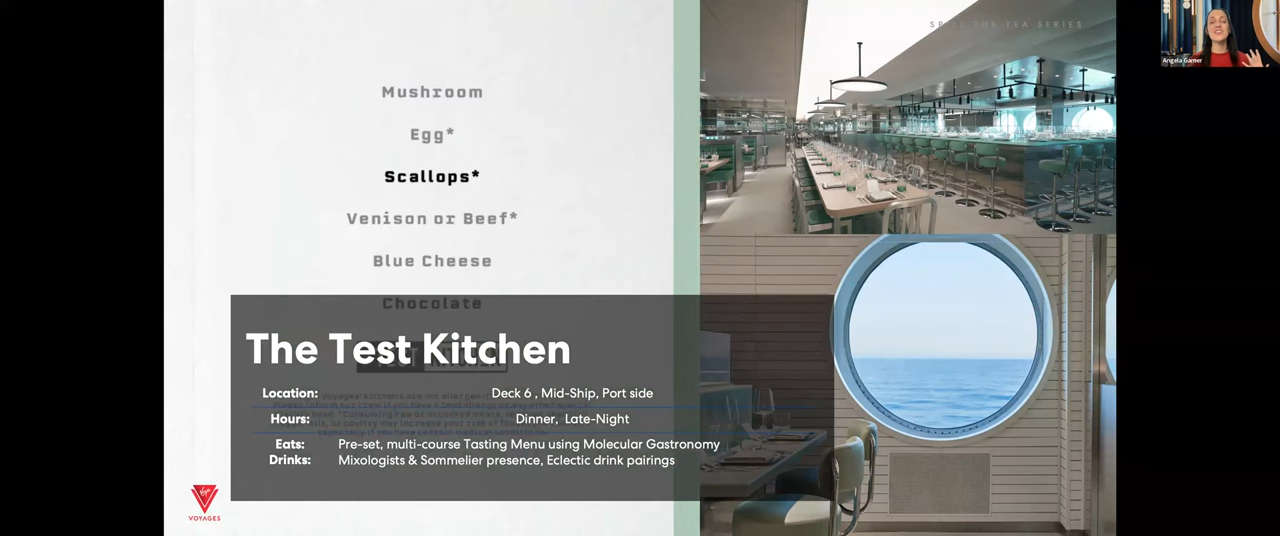 Mushroom
Egg*
Scallops*
Venison or Beef*
Blue Cheese
Chocolate
The Test Kitchen
Location: Deck 6 , Mid-Ship, Port side
Hours: Dinner, Late-Night
Eats: Pre-set, multi-course Tasting Menu using Molecular Gastronomy
Drinks: Mixologists & Sommelier presence, Eclectic drink pairings
VOYAGES
SPILL THE TEA SERIES
Angela Garner